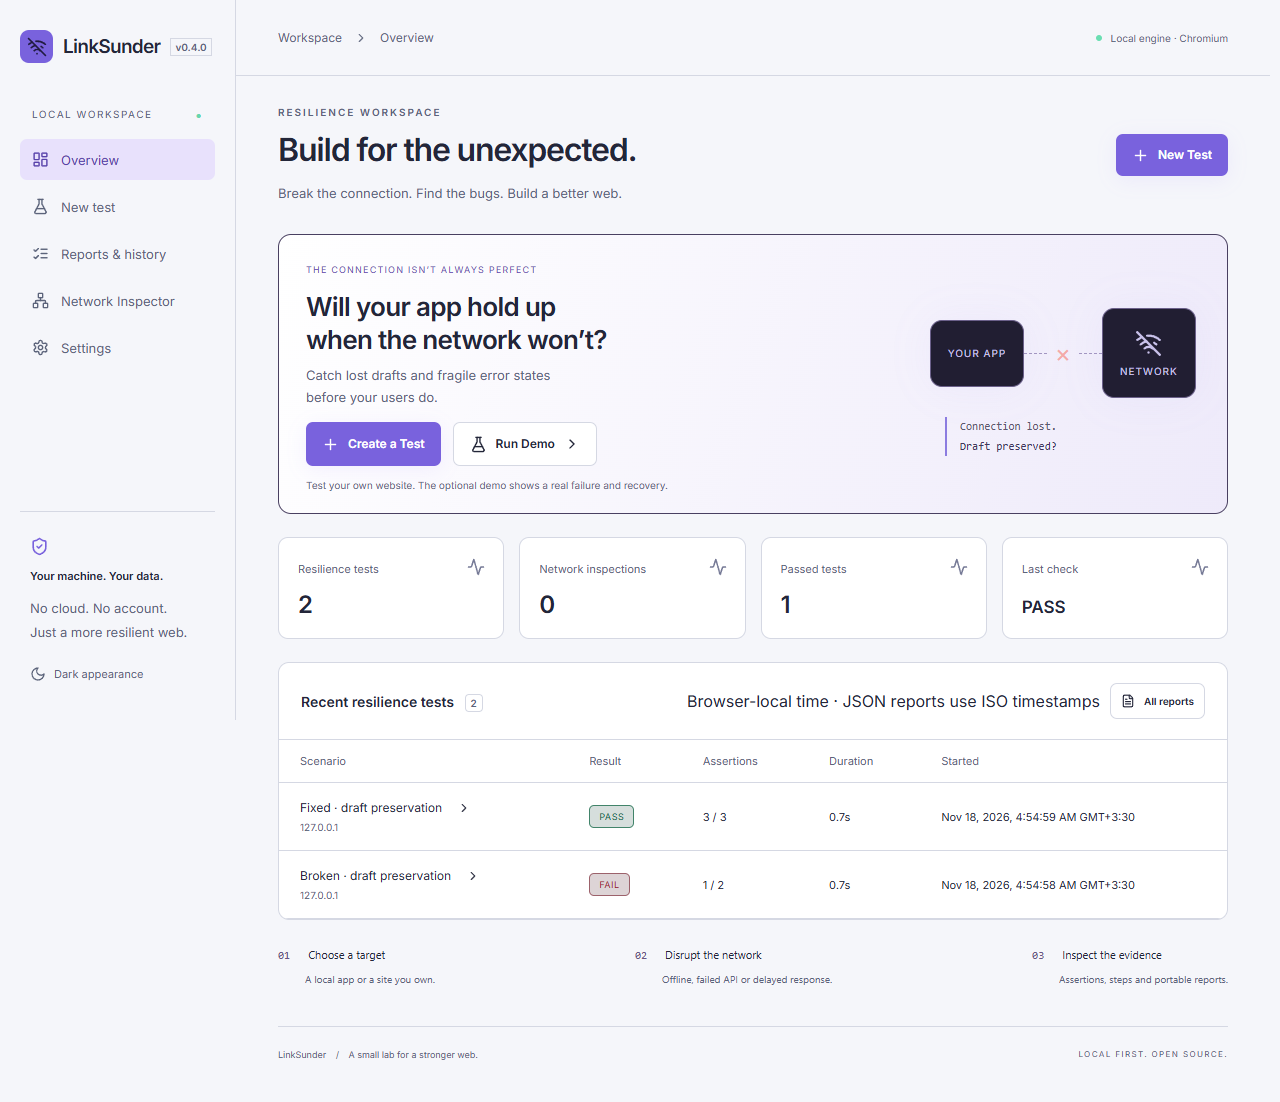 LinkSunder v0.4.0
LOCAL WORKSPACE
Overview
New test
Reports & history
Network Inspector
Settings
Your machine. Your data.
No cloud. No account.
Just a more resilient web.
Dark appearance
Workspace > Overview
Local engine · Chromium
RESILIENCE WORKSPACE
Build for the unexpected.
Break the connection. Find the bugs. Build a better web.
New Test
THE CONNECTION ISN'T ALWAYS PERFECT
Will your app hold up
when the network won’t?
Catch lost drafts and fragile error states
before your users do.
Create a Test
Run Demo
Test your own website. The optional demo shows a real failure and recovery.
YOUR APP
NETWORK
Connection lost.
Draft preserved?
Resilience tests
2
Network inspections
0
Passed tests
1
Last check
PASS
Recent resilience tests 2
Browser-local time · JSON reports use ISO timestamps
All reports
Scenario Result Assertions Duration Started
Fixed · draft preservation PASS 3 / 3 0.7s Nov 18, 2026, 4:54:59 AM GMT+3:30
127.0.0.1
Broken · draft preservation FAIL 1 / 2 0.7s Nov 18, 2026, 4:54:58 AM GMT+3:30
127.0.0.1
01 Choose a target
A local app or a site you own.
02 Disrupt the network
Offline, failed API or delayed response.
03 Inspect the evidence
Assertions, steps and portable reports.
LinkSunder / A small lab for a stronger web.
LOCAL FIRST. OPEN SOURCE.